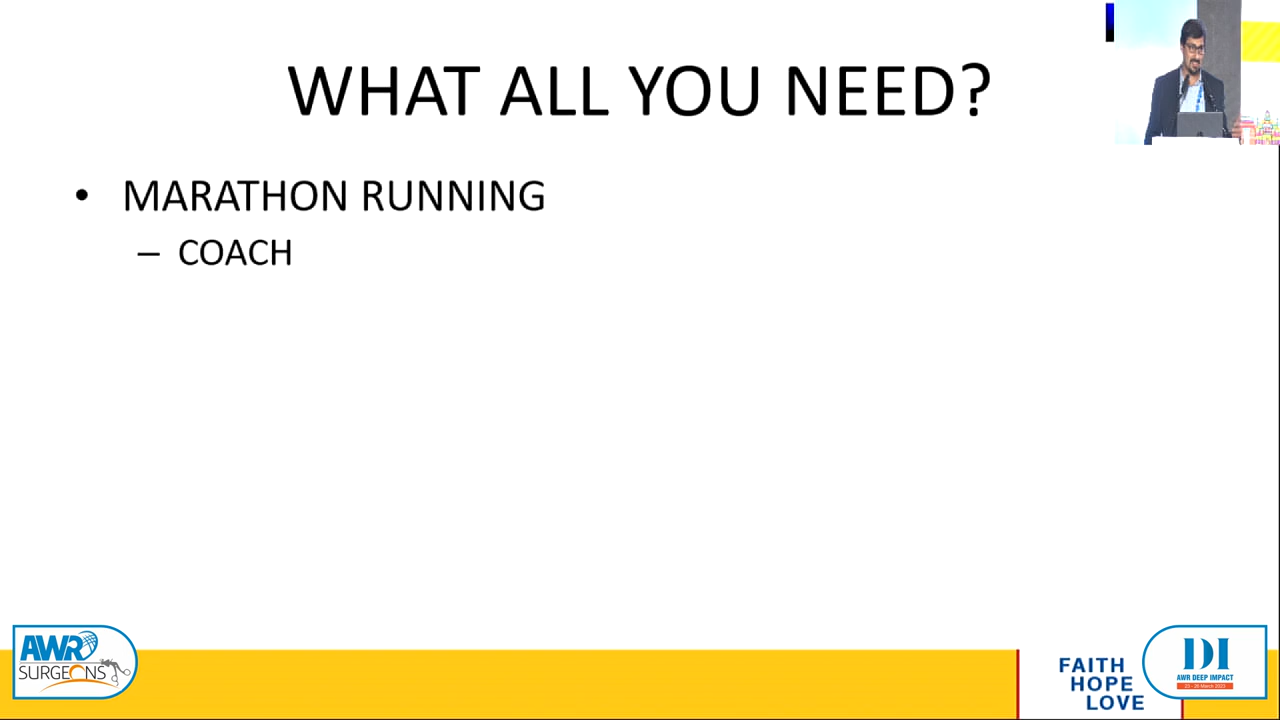 WHAT ALL YOU NEED?
• MARATHON RUNNING
– COACH
AWR
SURGEONS
FAITH
HOPE
LOVE
DI
AWR DEEP IMPACT